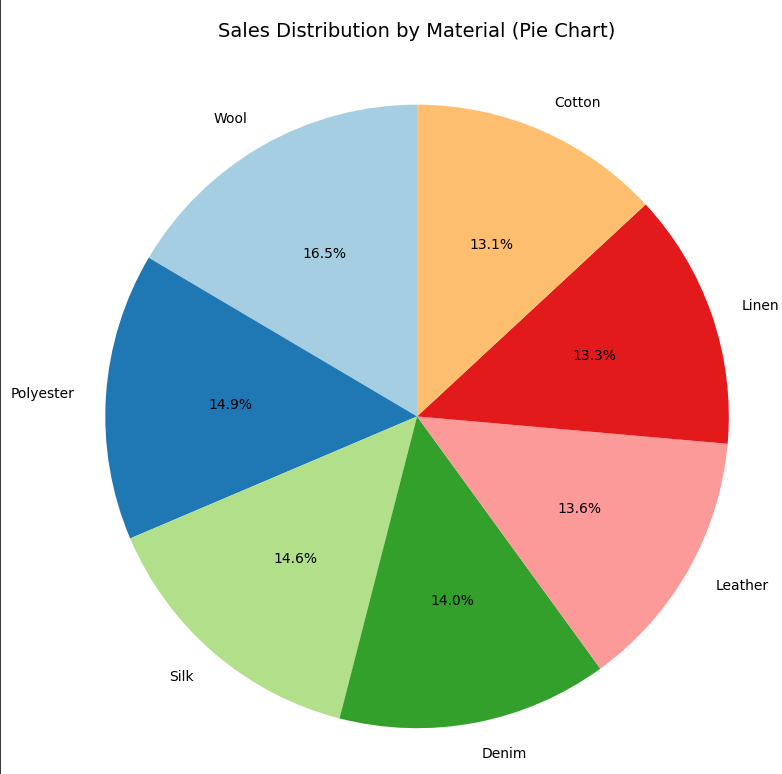 Sales Distribution by Material (Pie Chart)
Cotton
Wool
13.1%
16.5%
Linen
13.3%
Polyester
14.9%
13.6%
14.6%
Leather
14.0%
Silk
Denim